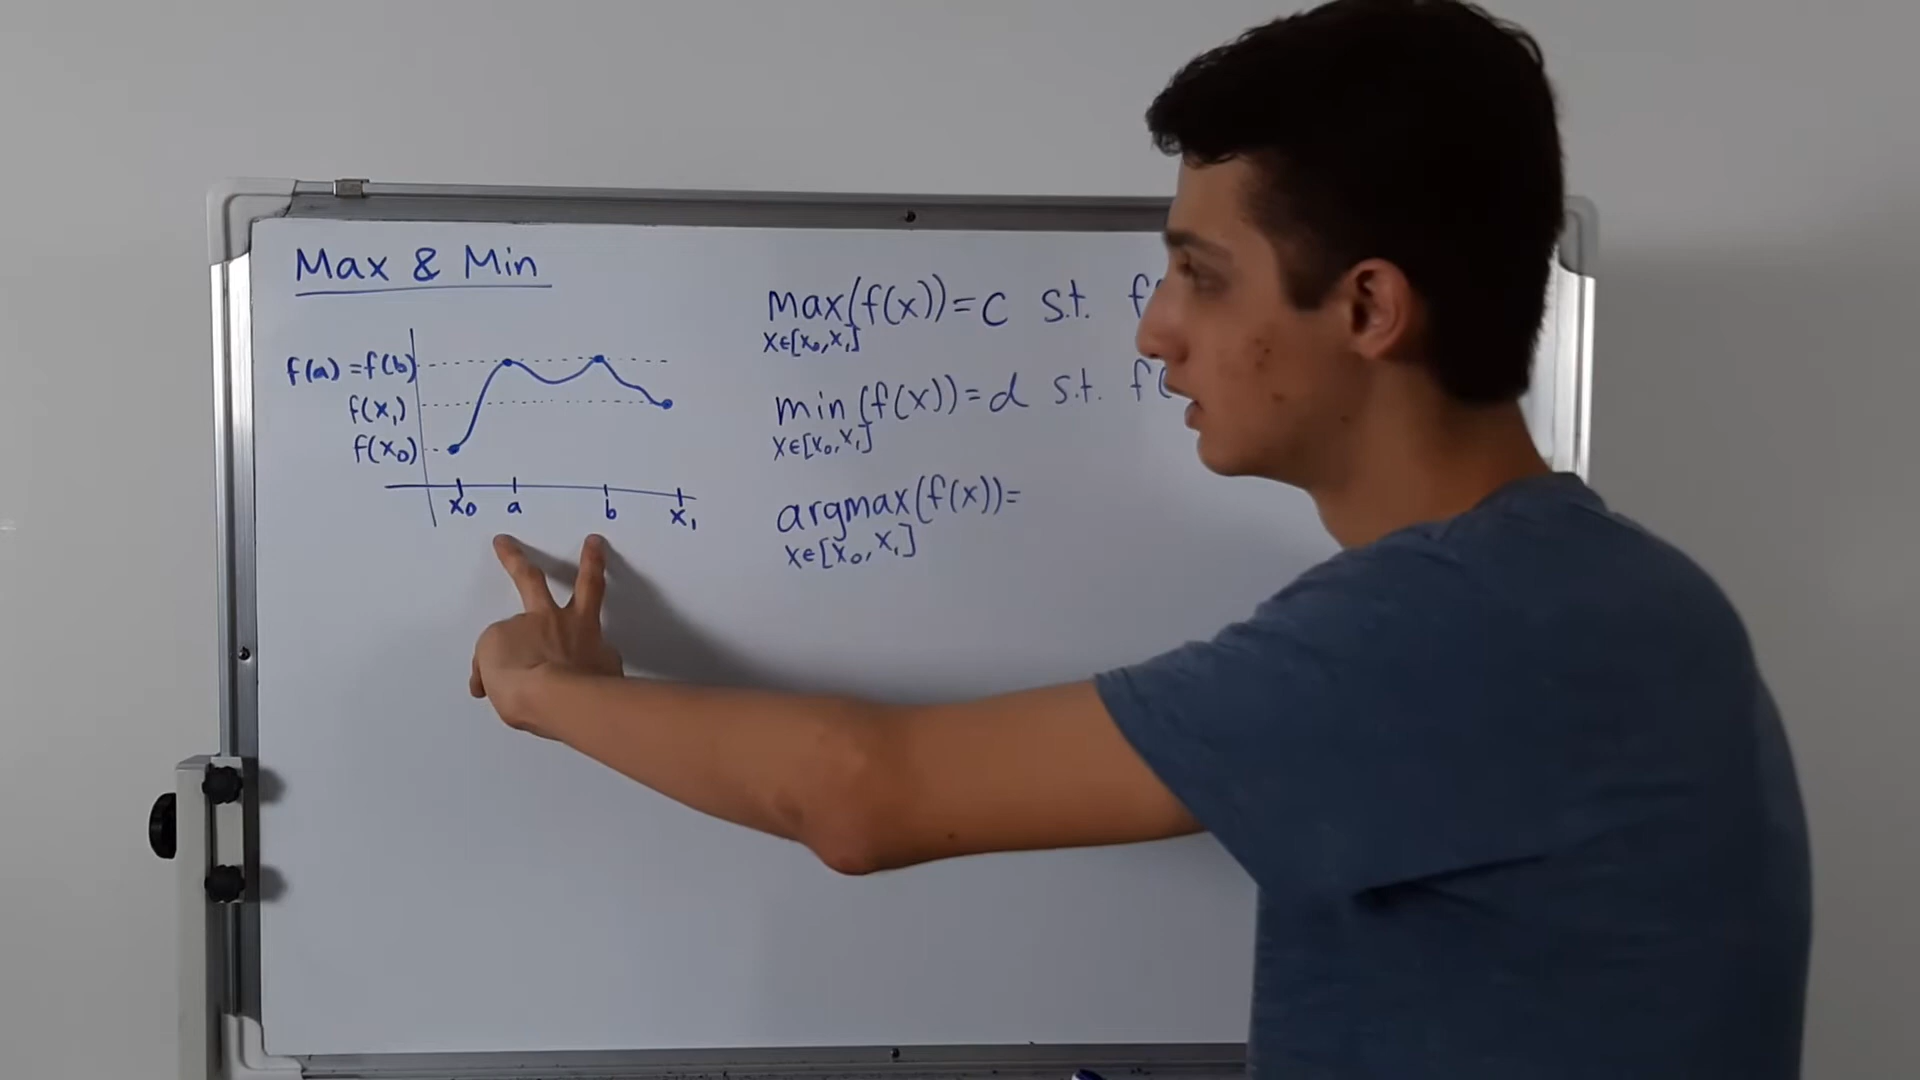 Max & Min
f(a) = f(b)
f(x₁)
f(x₀)
x₀ a b x₁
max(f(x)) = c s.t. f
x∈[x₀,x₁]
min(f(x)) = d s.t. f(
x∈[x₀,x₁]
argmax(f(x)) =
x∈[x₀,x₁]